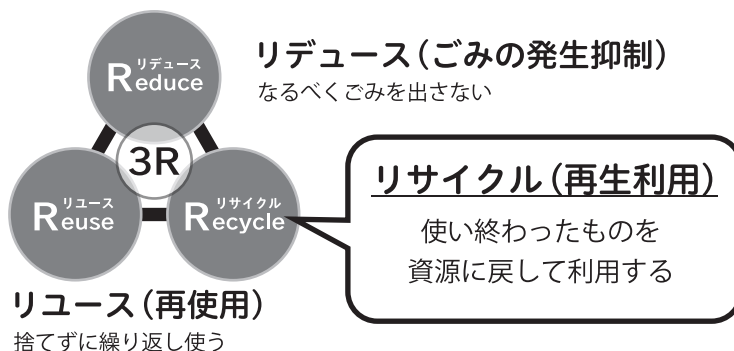 リデュース
Reduce
リデュース(ごみの発生抑制)
なるべくごみを出さない
3R
リユース
Reuse
リサイクル
Recycle
リサイクル(再生利用)
使い終わったものを
資源に戻して利用する
リユース(再使用)
捨てずに繰り返し使う